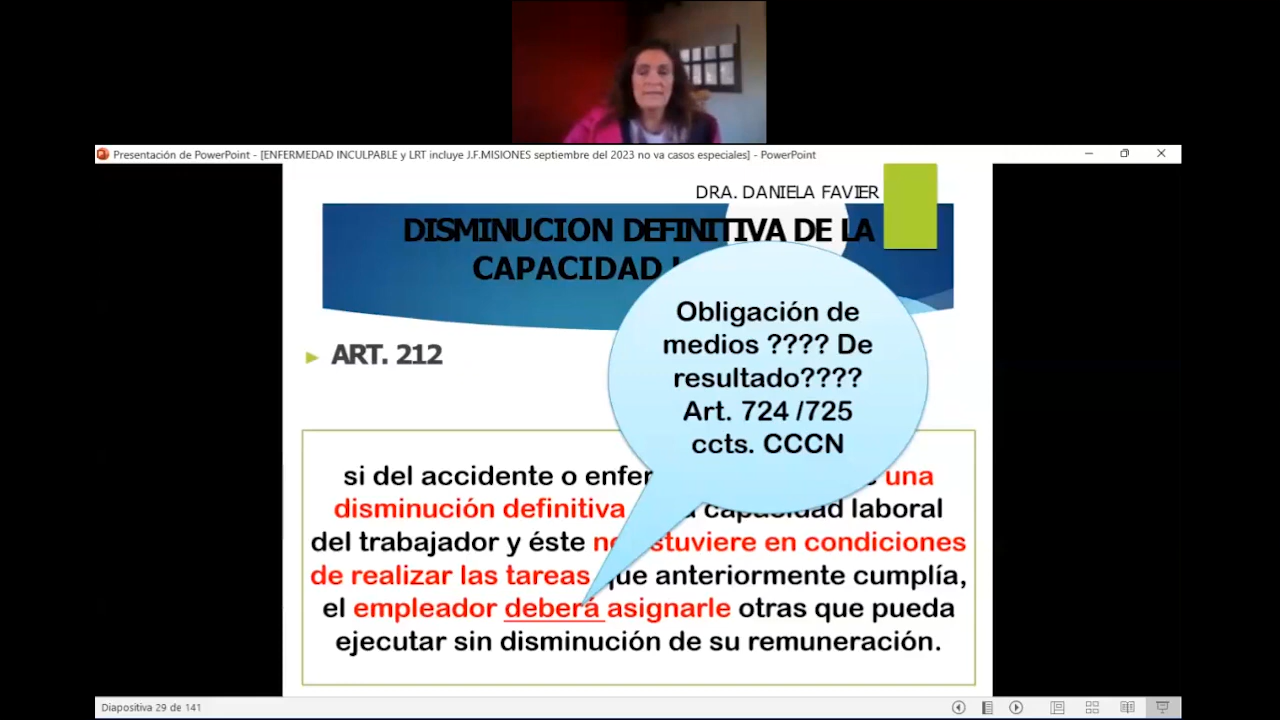 Presentación de PowerPoint - [ENFERMEDAD INCULPABLE y LRT incluye J.F.MISIONES septiembre del 2023 no va casos especiales] - PowerPoint
DRA. DANIELA FAVIER
DISMINUCION DEFINITIVA DE LA
CAPACIDAD
Obligación de
medios ???? De
resultado????
Art. 724 /725
ccts. CCCN
ART. 212
si del accidente o una
disminución definitiva capacidad laboral
del trabajador y éste en condiciones
de realizar las tareas que anteriormente cumplía,
el empleador deberá asignarle otras que pueda
ejecutar sin disminución de su remuneración.
Diapositiva 29 de 141